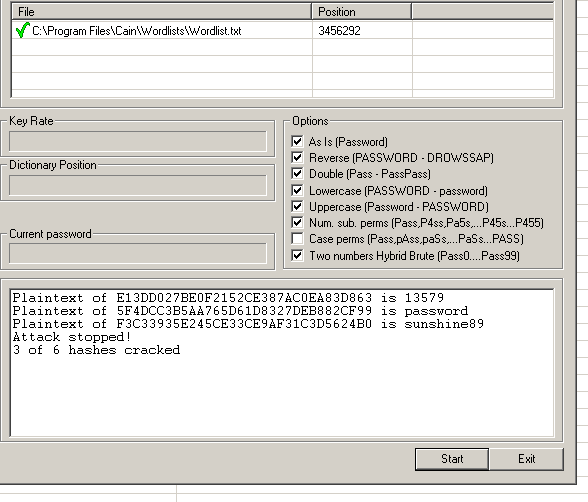 File Position
C:\Program Files\Cain\Wordlists\Wordlist.txt 3456292
Key Rate
Dictionary Position
Current password
Options
As Is (Password)
Reverse (PASSWORD - DROWSSAP)
Double (Pass - PassPass)
Lowercase (PASSWORD - password)
Uppercase (Password - PASSWORD)
Num. sub. perms (Pass,P4ss,Pa5s,...P45s...P455)
Case perms (Pass,pAss,paSs,...PaSs...PASS)
Two numbers Hybrid Brute (Pass0....Pass99)
Plaintext of E13DD027BE0F2152CE387AC0EA83D863 is 13579
Plaintext of 5F4DCC3B5AA765D61D8327DEB882CF99 is password
Plaintext of F3C33935E245CE33CE9AF31C3D5624B0 is sunshine89
Attack stopped!
3 of 6 hashes cracked
Start Exit